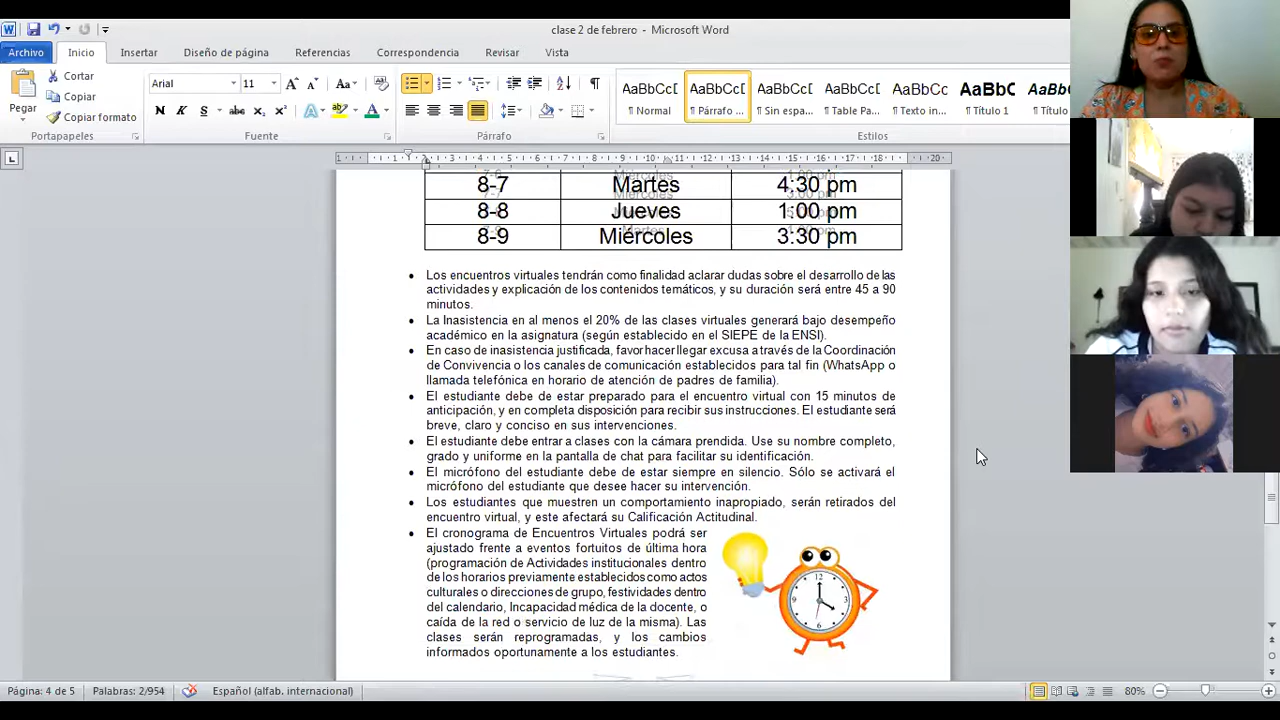 clase 2 de febrero - Microsoft Word
Archivo Inicio Insertar Diseño de página Referencias Correspondencia Revisar Vista
Pegar
Cortar
Copiar
Copiar formato
Arial 11
Portapapeles Fuente Párrafo Estilos
AaBbCcI AaBbCcI AaBbCcI AaBbCcI AaBbCc AaBbC AaBb
¶ Normal ¶ Párrafo ... ¶ Sin espa... ¶ Table Pa... ¶ Texto in... ¶ Título 1 ¶ Título
8-7 Martes 4:30 pm
8-8 Jueves 1:00 pm
8-9 Miércoles 3:30 pm
• Los encuentros virtuales tendrán como finalidad aclarar dudas sobre el desarrollo de las
actividades y explicación de los contenidos temáticos, y su duración será entre 45 a 90
minutos.
• La Inasistencia en al menos el 20% de las clases virtuales generará bajo desempeño
académico en la asignatura (según establecido en el SIEPE de la ENSI).
• En caso de inasistencia justificada, favor hacer llegar excusa a través de la Coordinación
de Convivencia o los canales de comunicación establecidos para tal fin (WhatsApp o
llamada telefónica en horario de atención de padres de familia).
• El estudiante debe de estar preparado para el encuentro virtual con 15 minutos de
anticipación, y en completa disposición para recibir sus instrucciones. El estudiante será
breve, claro y conciso en sus intervenciones.
• El estudiante debe entrar a clases con la cámara prendida. Use su nombre completo,
grado y uniforme en la pantalla de chat para facilitar su identificación.
• El micrófono del estudiante debe de estar siempre en silencio. Sólo se activará el
micrófono del estudiante que desee hacer su intervención.
• Los estudiantes que muestren un comportamiento inapropiado, serán retirados del
encuentro virtual, y este afectará su Calificación Actitudinal.
• El cronograma de Encuentros Virtuales podrá ser
ajustado frente a eventos fortuitos de última hora
(programación de Actividades institucionales dentro
de los horarios previamente establecidos como actos
culturales o direcciones de grupo, festividades dentro
del calendario, Incapacidad médica de la docente, o
caída de la red o servicio de luz de la misma). Las
clases serán reprogramadas, y los cambios
informados oportunamente a los estudiantes.
12
9 3
6
Página: 4 de 5 Palabras: 2/954 Español (alfab. internacional) 80%